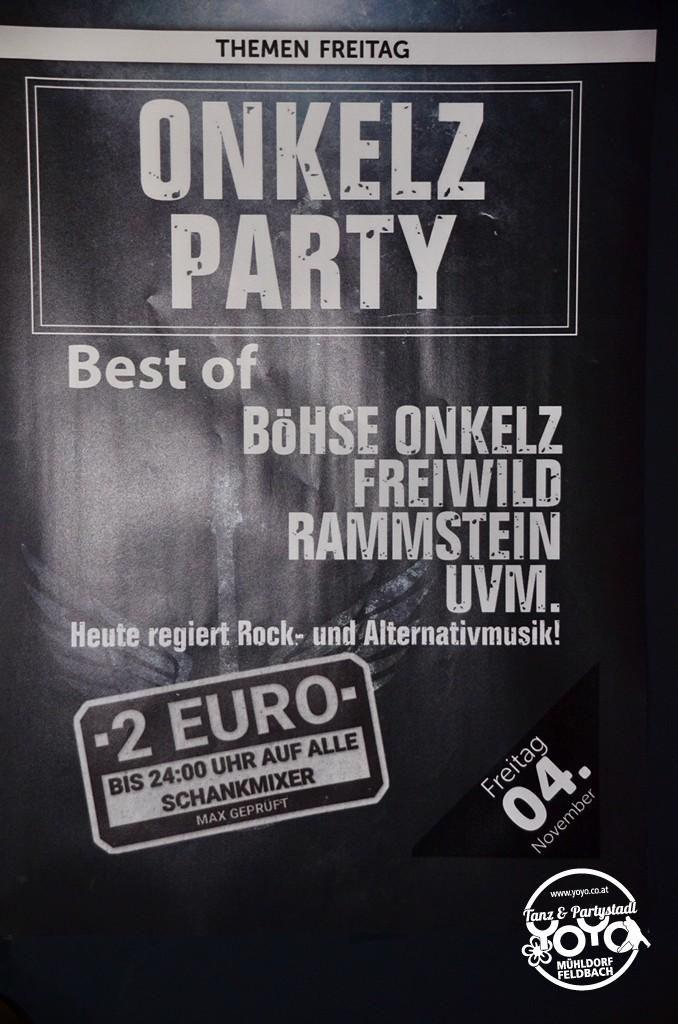 THEMEN FREITAG
ONKELZ
PARTY
Best of
BöHSE ONKELZ
FREIWILD
RAMMSTEIN
UVM.
Heute regiert Rock- und Alternativmusik!
-2 EURO-
BIS 24:00 UHR AUF ALLE
SCHANKMIXER
MAX GEPRÜFT
Freitag
04.
November
www.yoyo.co.at
Tanz & Partystadl
YOYO
MÜHLDORF
FELDBACH